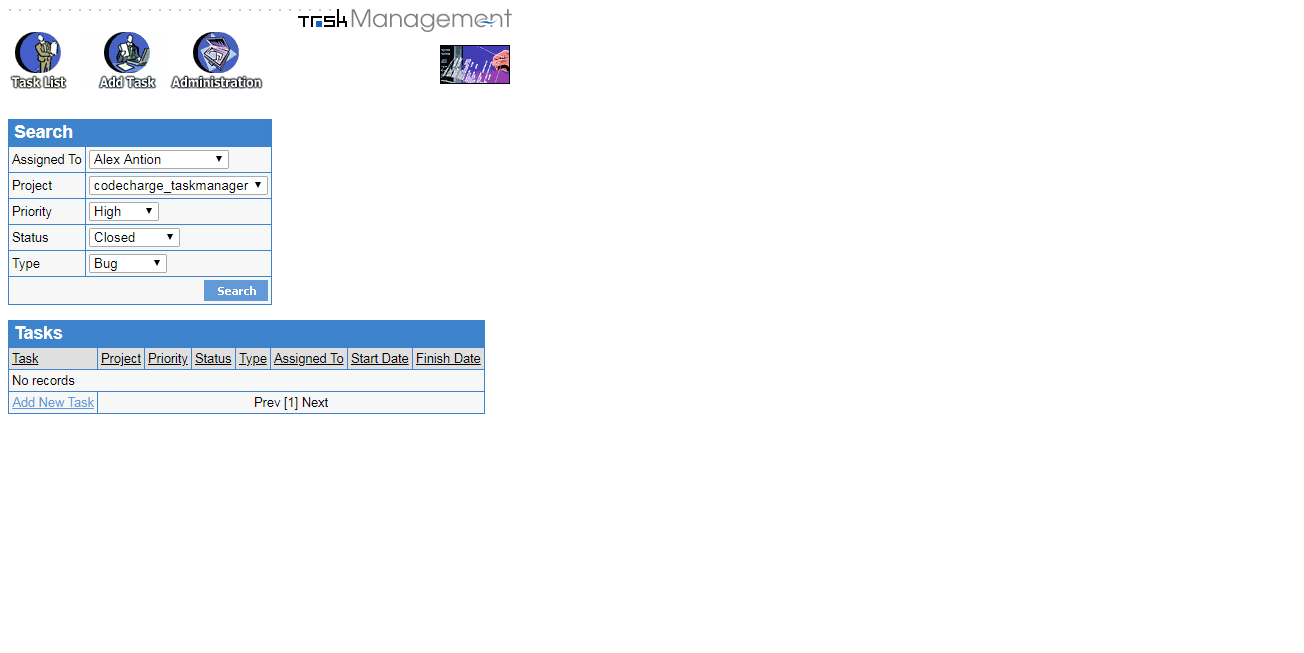 Task Management
Task List Add Task Administration
Search
Assigned To Alex Antion
Project codecharge_taskmanager
Priority High
Status Closed
Type Bug
Search
Tasks
Task Project Priority Status Type Assigned To Start Date Finish Date
No records
Add New Task Prev [1] Next